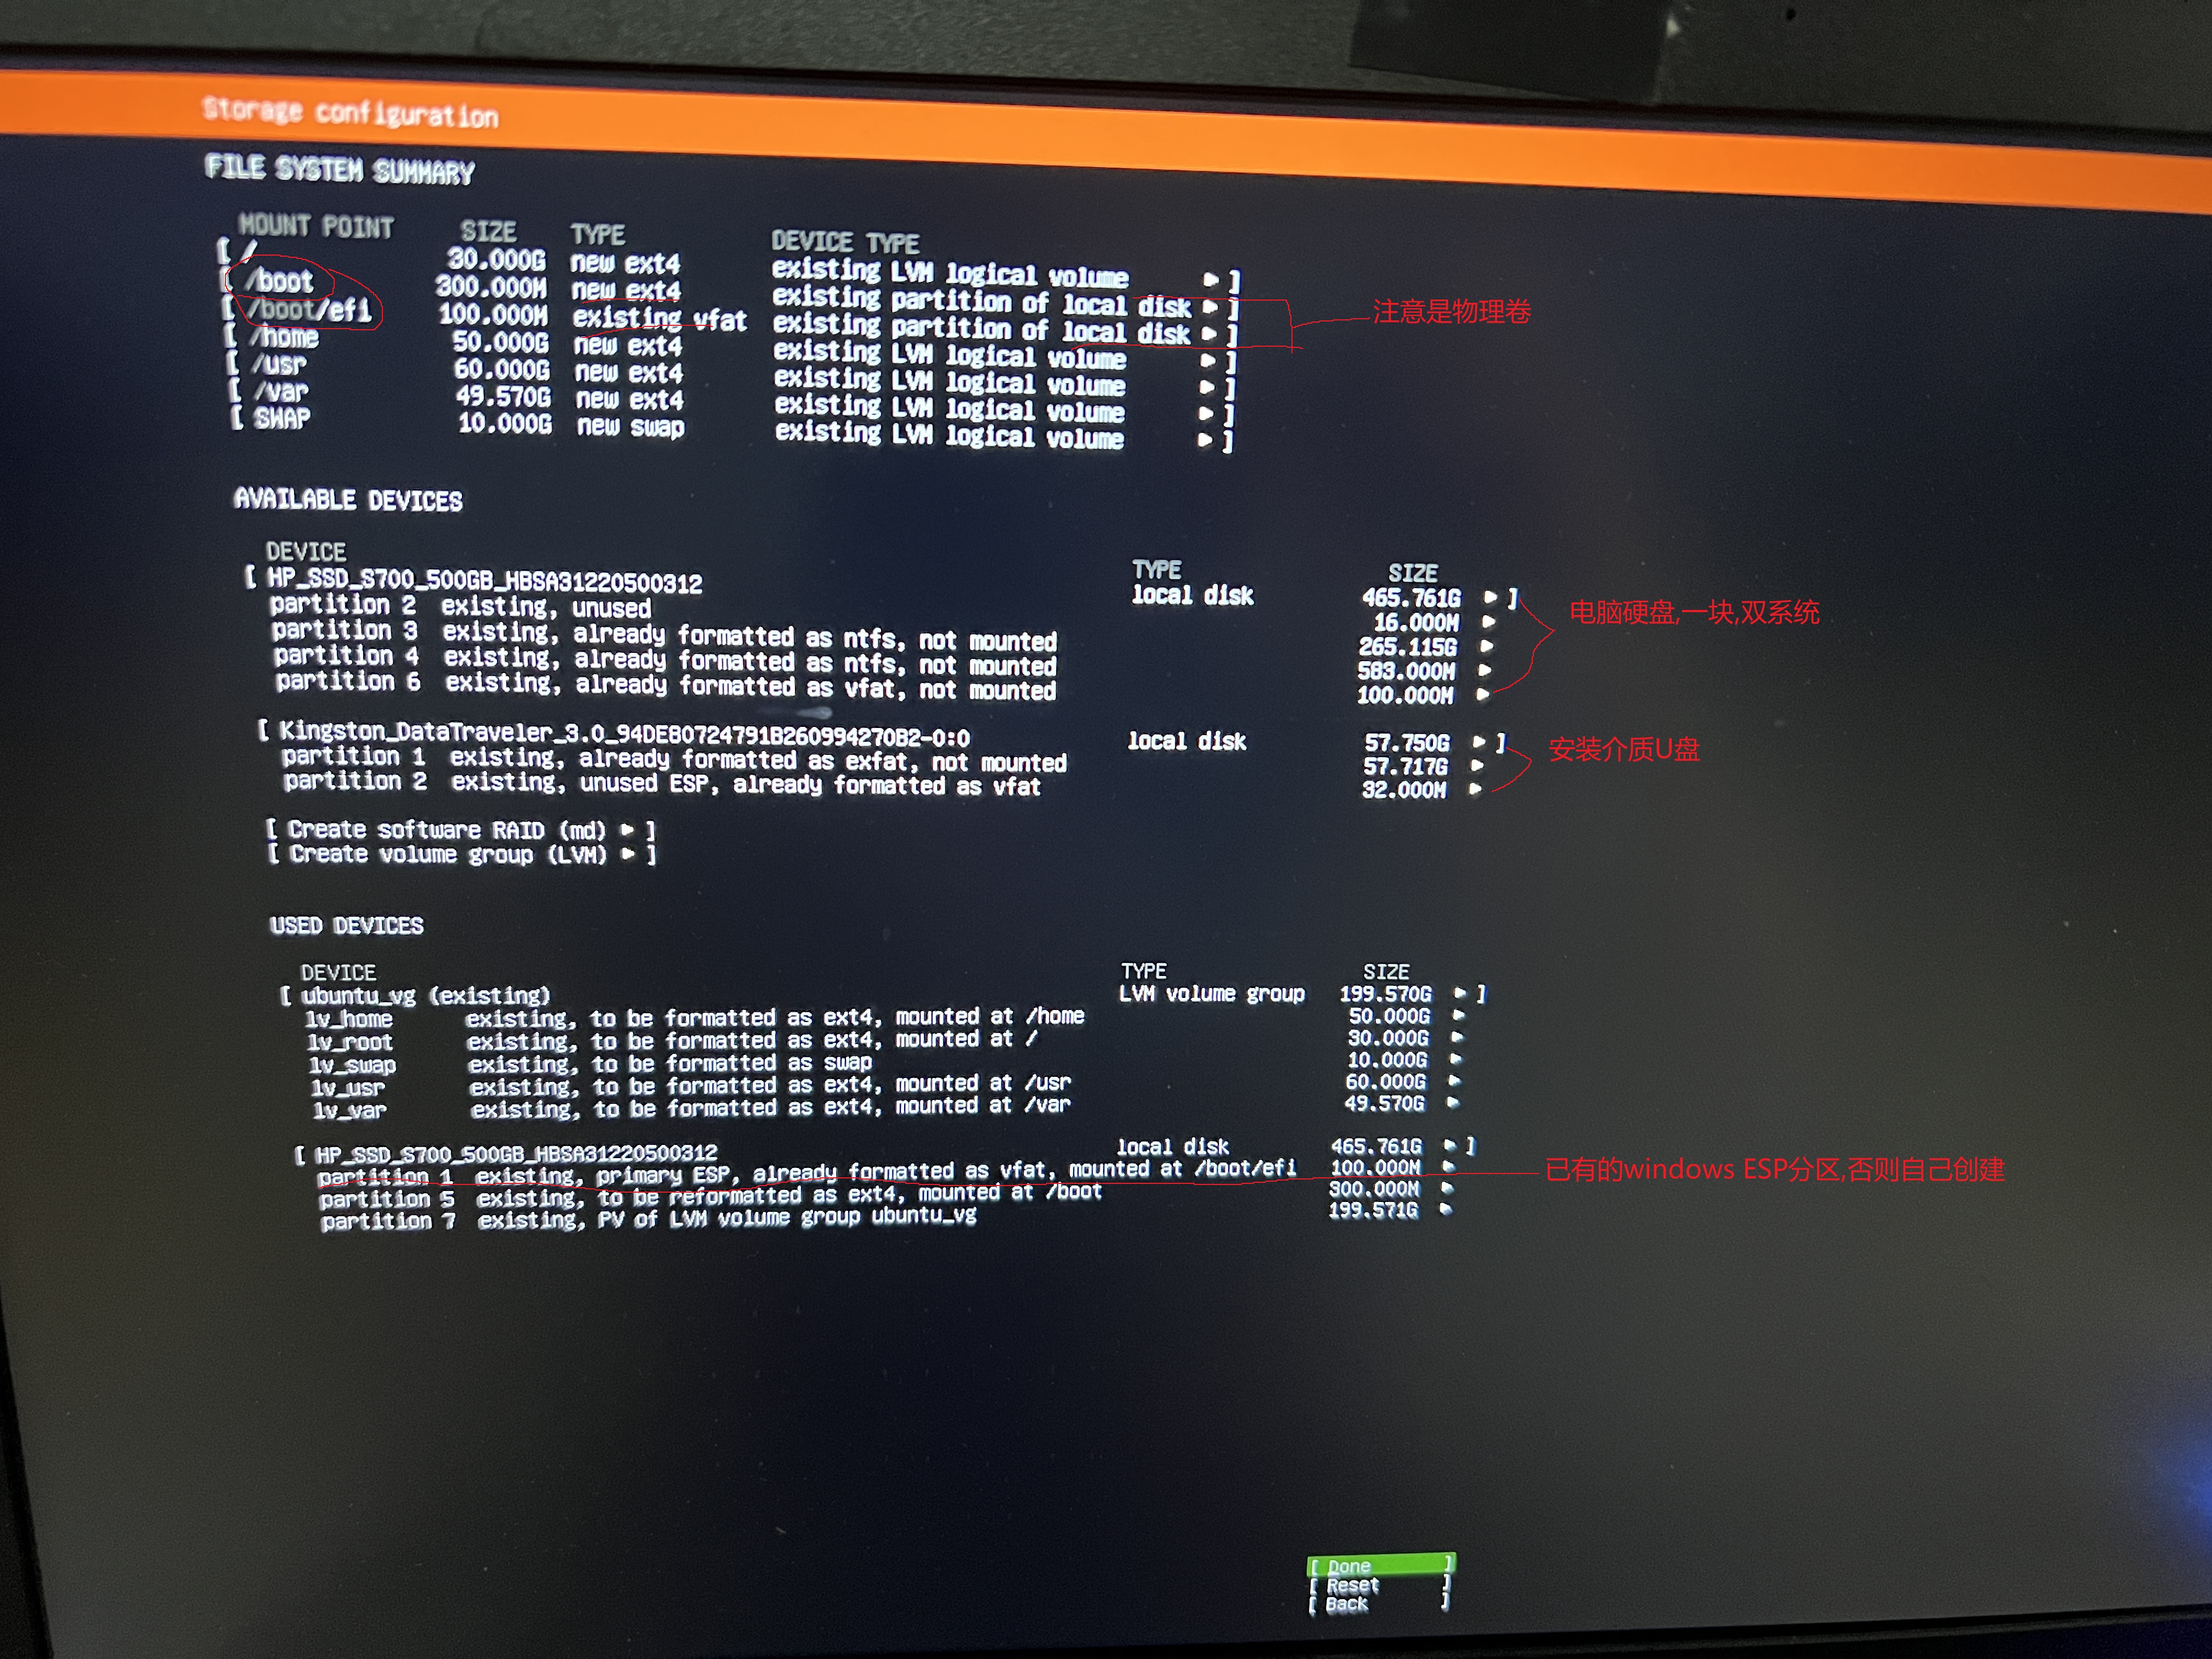 Storage configuration
FILE SYSTEM SUMMARY
MOUNT POINT SIZE TYPE DEVICE TYPE
[ / 30.000G new ext4 existing LVM logical volume ▸ ]
[ /boot 300.000M new ext4 existing partition of local disk ▸ ]
[ /boot/efi 100.000M existing vfat existing partition of local disk ▸ ]
注意是物理卷
[ /home 50.000G new ext4 existing LVM logical volume ▸ ]
[ /usr 60.000G new ext4 existing LVM logical volume ▸ ]
[ /var 49.570G new ext4 existing LVM logical volume ▸ ]
[ SWAP 10.000G new swap existing LVM logical volume ▸ ]
AVAILABLE DEVICES
DEVICE TYPE SIZE
[ HP_SSD_S700_500GB_HBSA31220500312 local disk 465.761G ▸ ]
partition 2 existing, unused 16.000M ▸
电脑硬盘,一块,双系统
partition 3 existing, already formatted as ntfs, not mounted 265.115G ▸
partition 4 existing, already formatted as ntfs, not mounted 583.000M ▸
partition 6 existing, already formatted as vfat, not mounted 100.000M ▸
[ Kingston_DataTraveler_3.0_94DE80724791B260994270B2-0:0 local disk 57.750G ▸ ]
安装介质U盘
partition 1 existing, already formatted as exfat, not mounted 57.717G ▸
partition 2 existing, unused ESP, already formatted as vfat 32.000M ▸
[ Create software RAID (md) ▸ ]
[ Create volume group (LVM) ▸ ]
USED DEVICES
DEVICE TYPE SIZE
[ ubuntu_vg (existing) LVM volume group 199.570G ▸ ]
lv_home existing, to be formatted as ext4, mounted at /home 50.000G ▸
lv_root existing, to be formatted as ext4, mounted at / 30.000G ▸
lv_swap existing, to be formatted as swap 10.000G ▸
lv_usr existing, to be formatted as ext4, mounted at /usr 60.000G ▸
lv_var existing, to be formatted as ext4, mounted at /var 49.570G ▸
[ HP_SSD_S700_500GB_HBSA31220500312 local disk 465.761G ▸ ]
partition 1 existing, primary ESP, already formatted as vfat, mounted at /boot/efi 100.000M ▸
已有的windows ESP分区,否则自己创建
partition 5 existing, to be reformatted as ext4, mounted at /boot 300.000M ▸
partition 7 existing, PV of LVM volume group ubuntu_vg 199.571G ▸
[ Done ]
[ Reset ]
[ Back ]